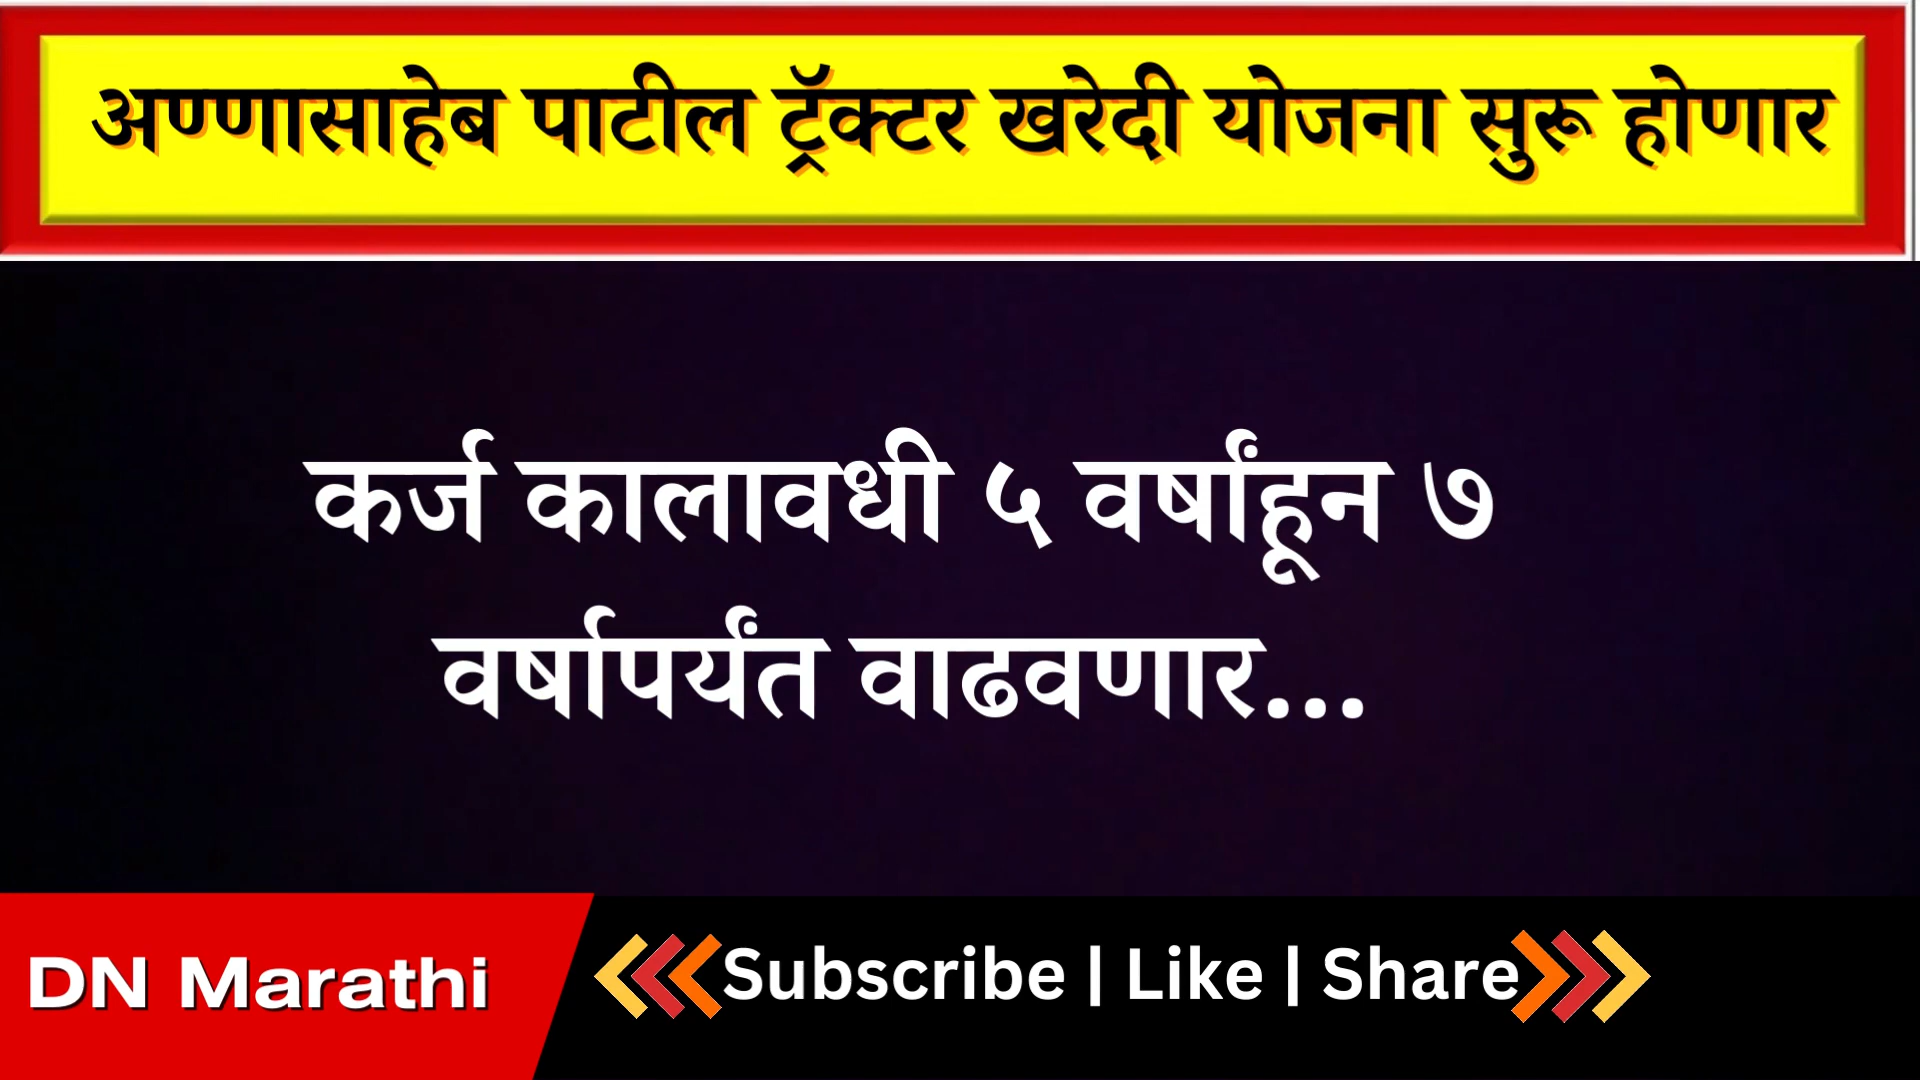 अण्णासाहेब पाटील ट्रॅक्टर खरेदी योजना सुरू होणार
कर्ज कालावधी ५ वर्षांहून ७
वर्षापर्यंत वाढवणार...
DN Marathi
Subscribe | Like | Share